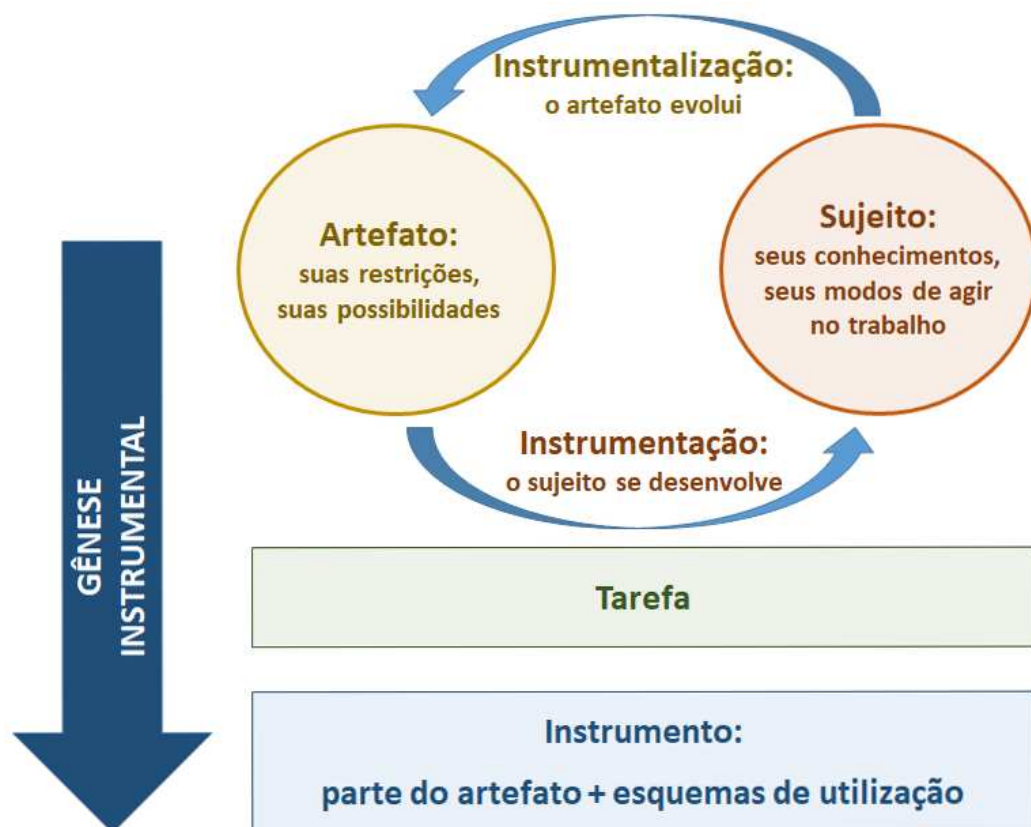 Instrumentalização:
o artefato evolui
Artefato:
suas restrições,
suas possibilidades
Sujeito:
seus conhecimentos,
seus modos de agir
no trabalho
Instrumentação:
o sujeito se desenvolve
GÊNESE
INSTRUMENTAL
Tarefa
Instrumento:
parte do artefato + esquemas de utilização